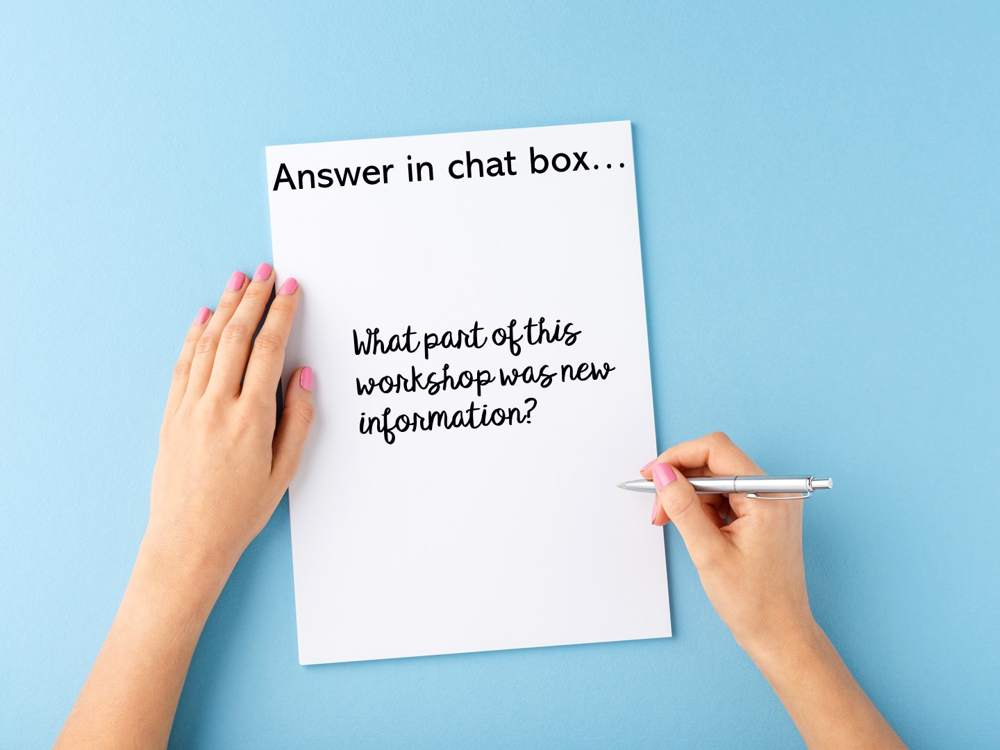 Answer in chat box...
What part of this
workshop was new
information?